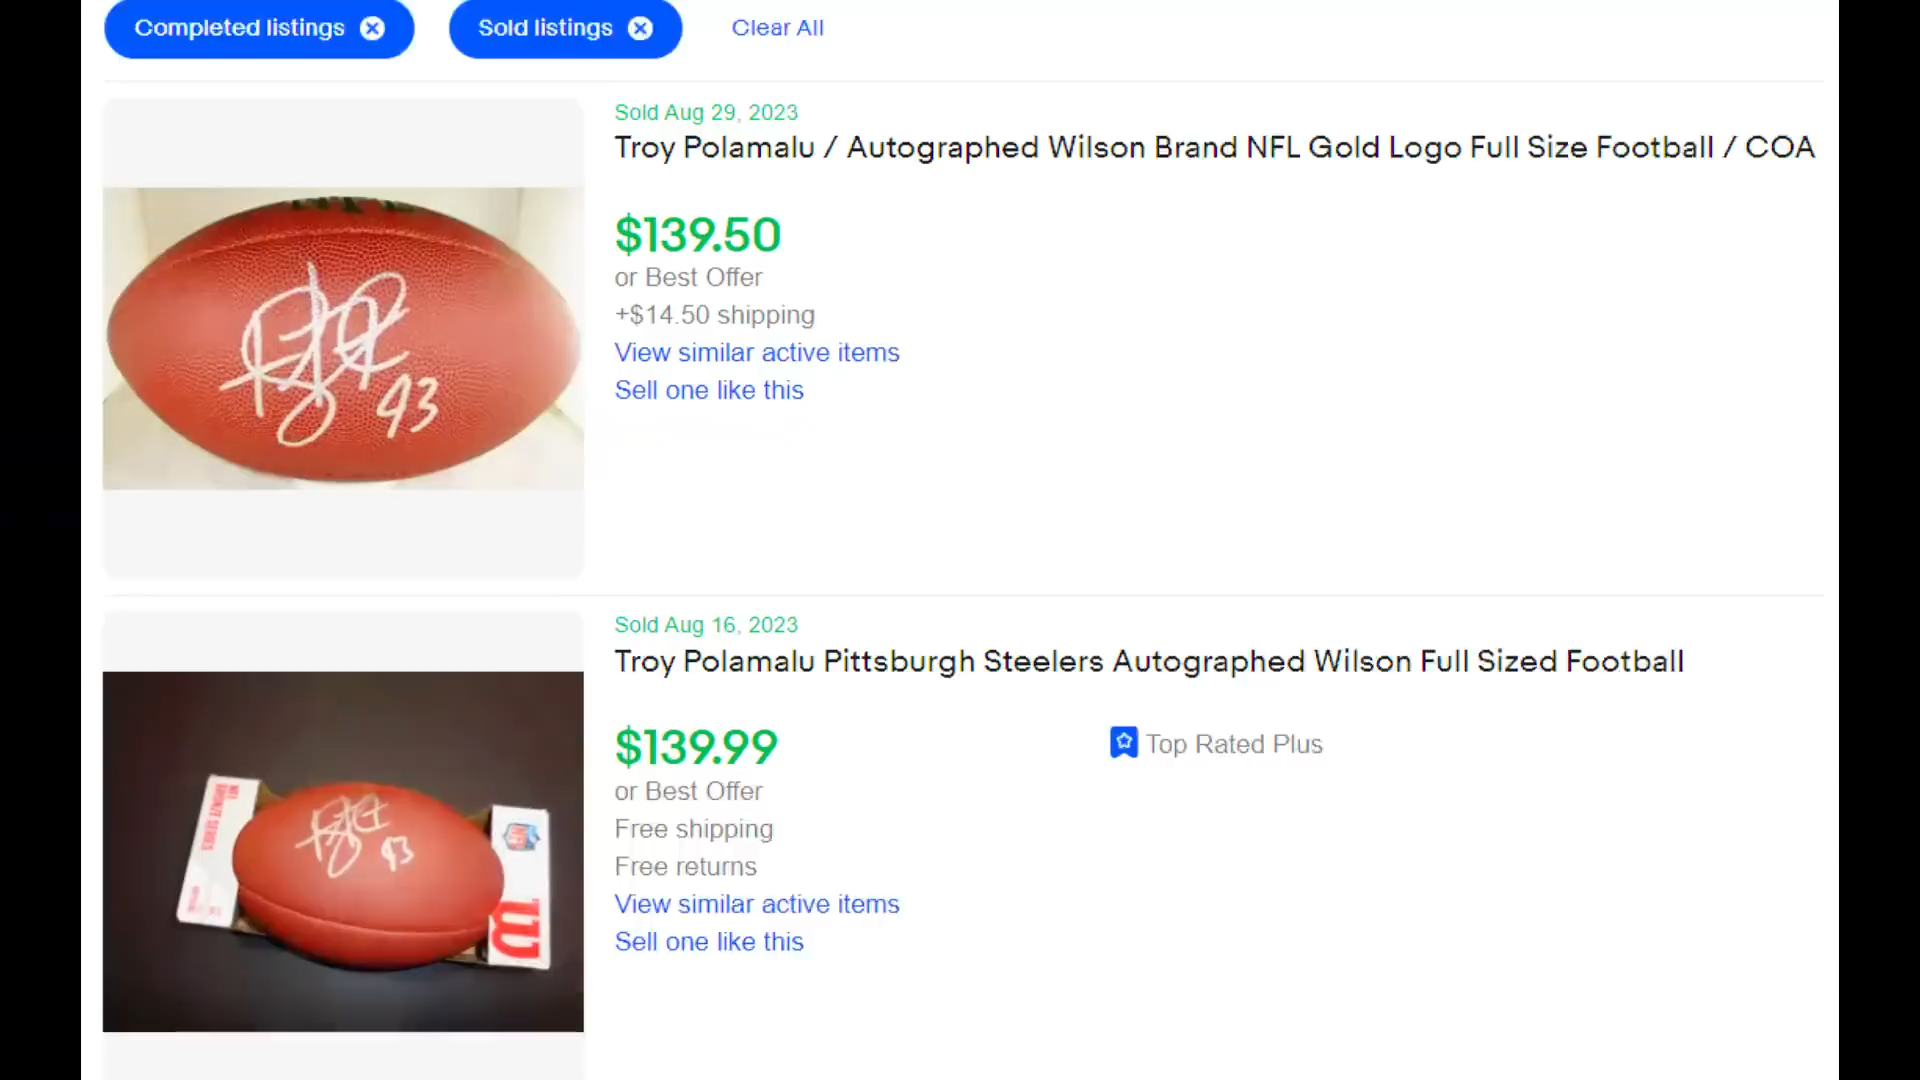 Completed listings
Sold listings
Clear All
Sold Aug 29, 2023
Troy Polamalu / Autographed Wilson Brand NFL Gold Logo Full Size Football / COA
$139.50
or Best Offer
+$14.50 shipping
View similar active items
Sell one like this
43
Sold Aug 16, 2023
Troy Polamalu Pittsburgh Steelers Autographed Wilson Full Sized Football
$139.99
Top Rated Plus
or Best Offer
Free shipping
Free returns
View similar active items
Sell one like this
43
NFL
W